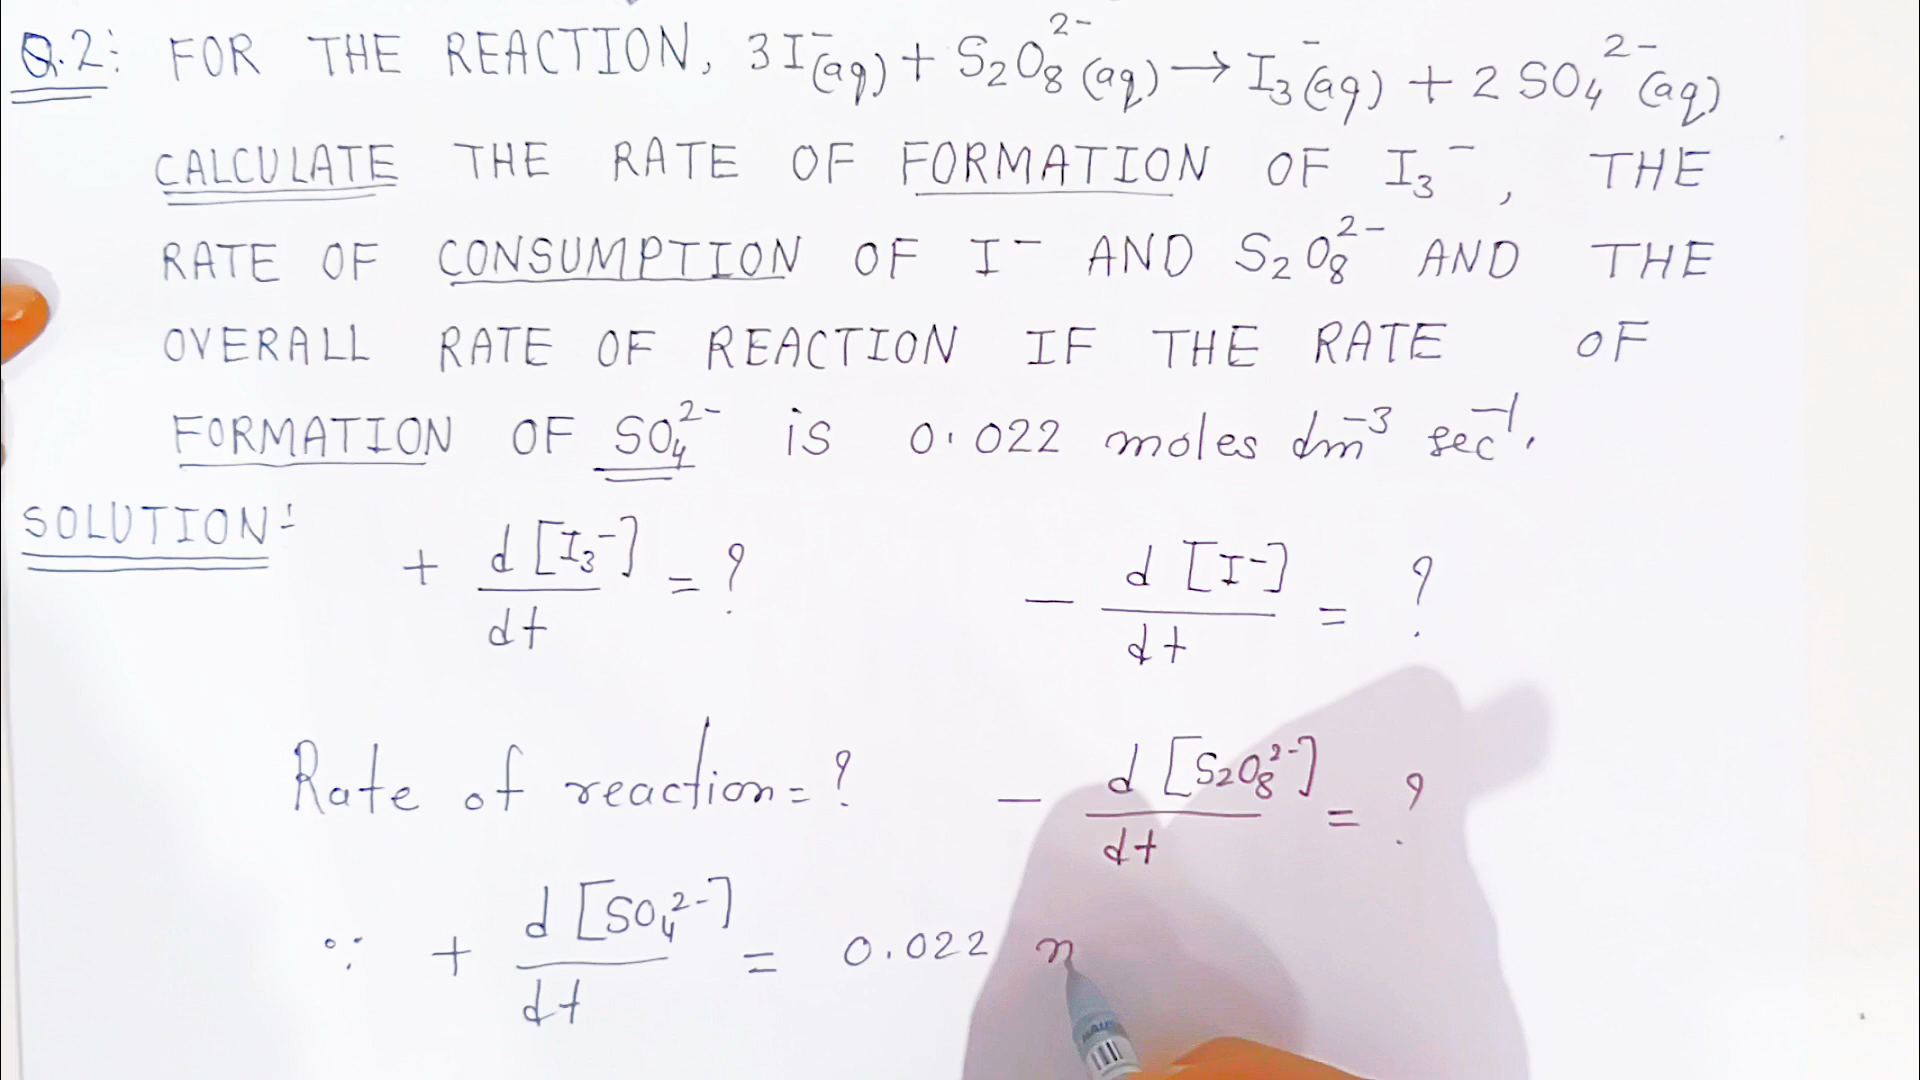 Q.2: FOR THE REACTION, 3I⁻(aq) + S₂O₈²⁻(aq) → I₃⁻(aq) + 2SO₄²⁻(aq)
CALCULATE THE RATE OF FORMATION OF I₃⁻, THE
RATE OF CONSUMPTION OF I⁻ AND S₂O₈²⁻ AND THE
OVERALL RATE OF REACTION IF THE RATE OF
FORMATION OF SO₄²⁻ is 0.022 moles dm⁻³ sec⁻¹.
SOLUTION:-
+ d[I₃⁻]/dt = ?
- d[I⁻]/dt = ?
Rate of reaction = ?
- d[S₂O₈²⁻]/dt = ?
∵ + d[SO₄²⁻]/dt = 0.022